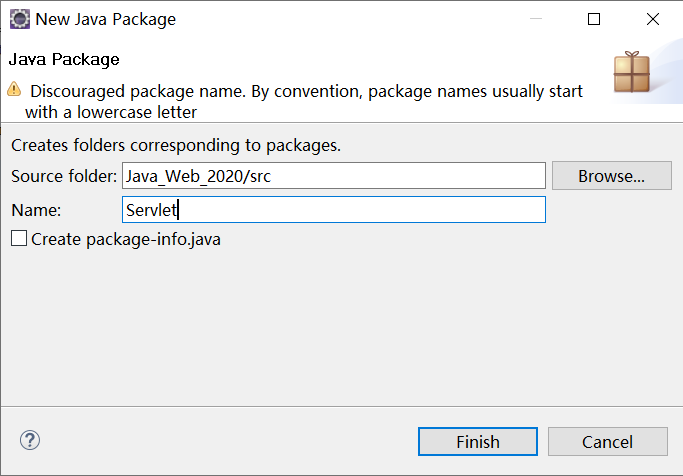 New Java Package
Java Package
Discouraged package name. By convention, package names usually start
with a lowercase letter
Creates folders corresponding to packages.
Source folder: Java_Web_2020/src Browse...
Name: Servlet
Create package-info.java
? Finish Cancel